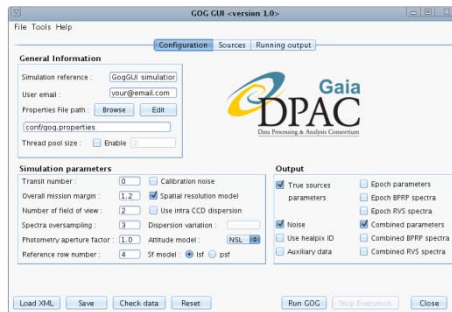 GOG GUI <version 1.0>
File Tools Help
Configuration Sources Running output
General Information
Simulation reference : GogGUI simulation
User email : your@email.com
Properties File path : Browse Edit
conf/gog.properties
Thread pool size : Enable 2
Gaia
DPAC
Data Processing & Analysis Consortium
Simulation parameters
Transit number : 0 Calibration noise
Overall mission margin : 1.2 Spatial resolution model
Number of field of view : 2 Use intra CCD dispersion
Spectra oversampling : 3 Dispersion variation :
Photometry aperture factor : 1.0 Attitude model : NSL
Reference row number : 4 Sf model : lsf psf
Output
True sources parameters Epoch parameters
Epoch BPRP spectra
Epoch RVS spectra
Noise Combined parameters
Use healpix ID Combined BPRP spectra
Auxiliary data Combined RVS spectra
Load XML Save Check data Reset Run GOG Stop Execution Close